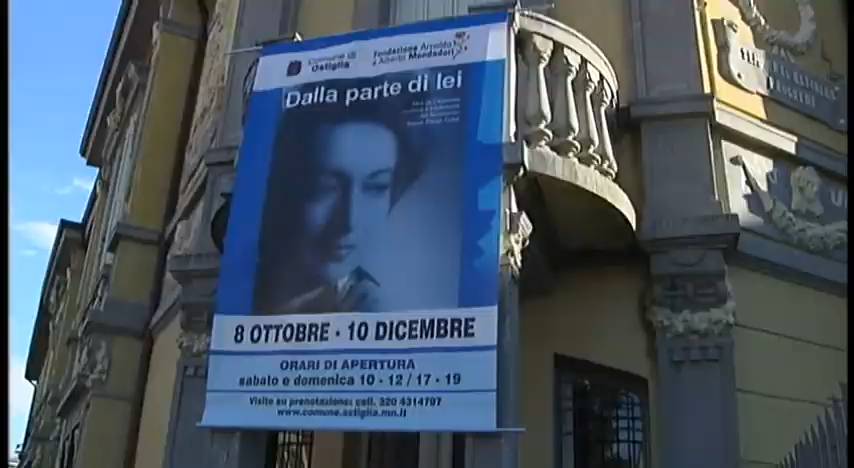 Comune di
Ostiglia
Fondazione Arnoldo
e Alberto Mondadori
Dalla parte di lei
8 OTTOBRE • 10 DICEMBRE
ORARI DI APERTURA
sabato e domenica 10 - 12 / 17 - 19
Visite su prenotazione: cell. 320 4314797
www.comune.ostiglia.mn.it